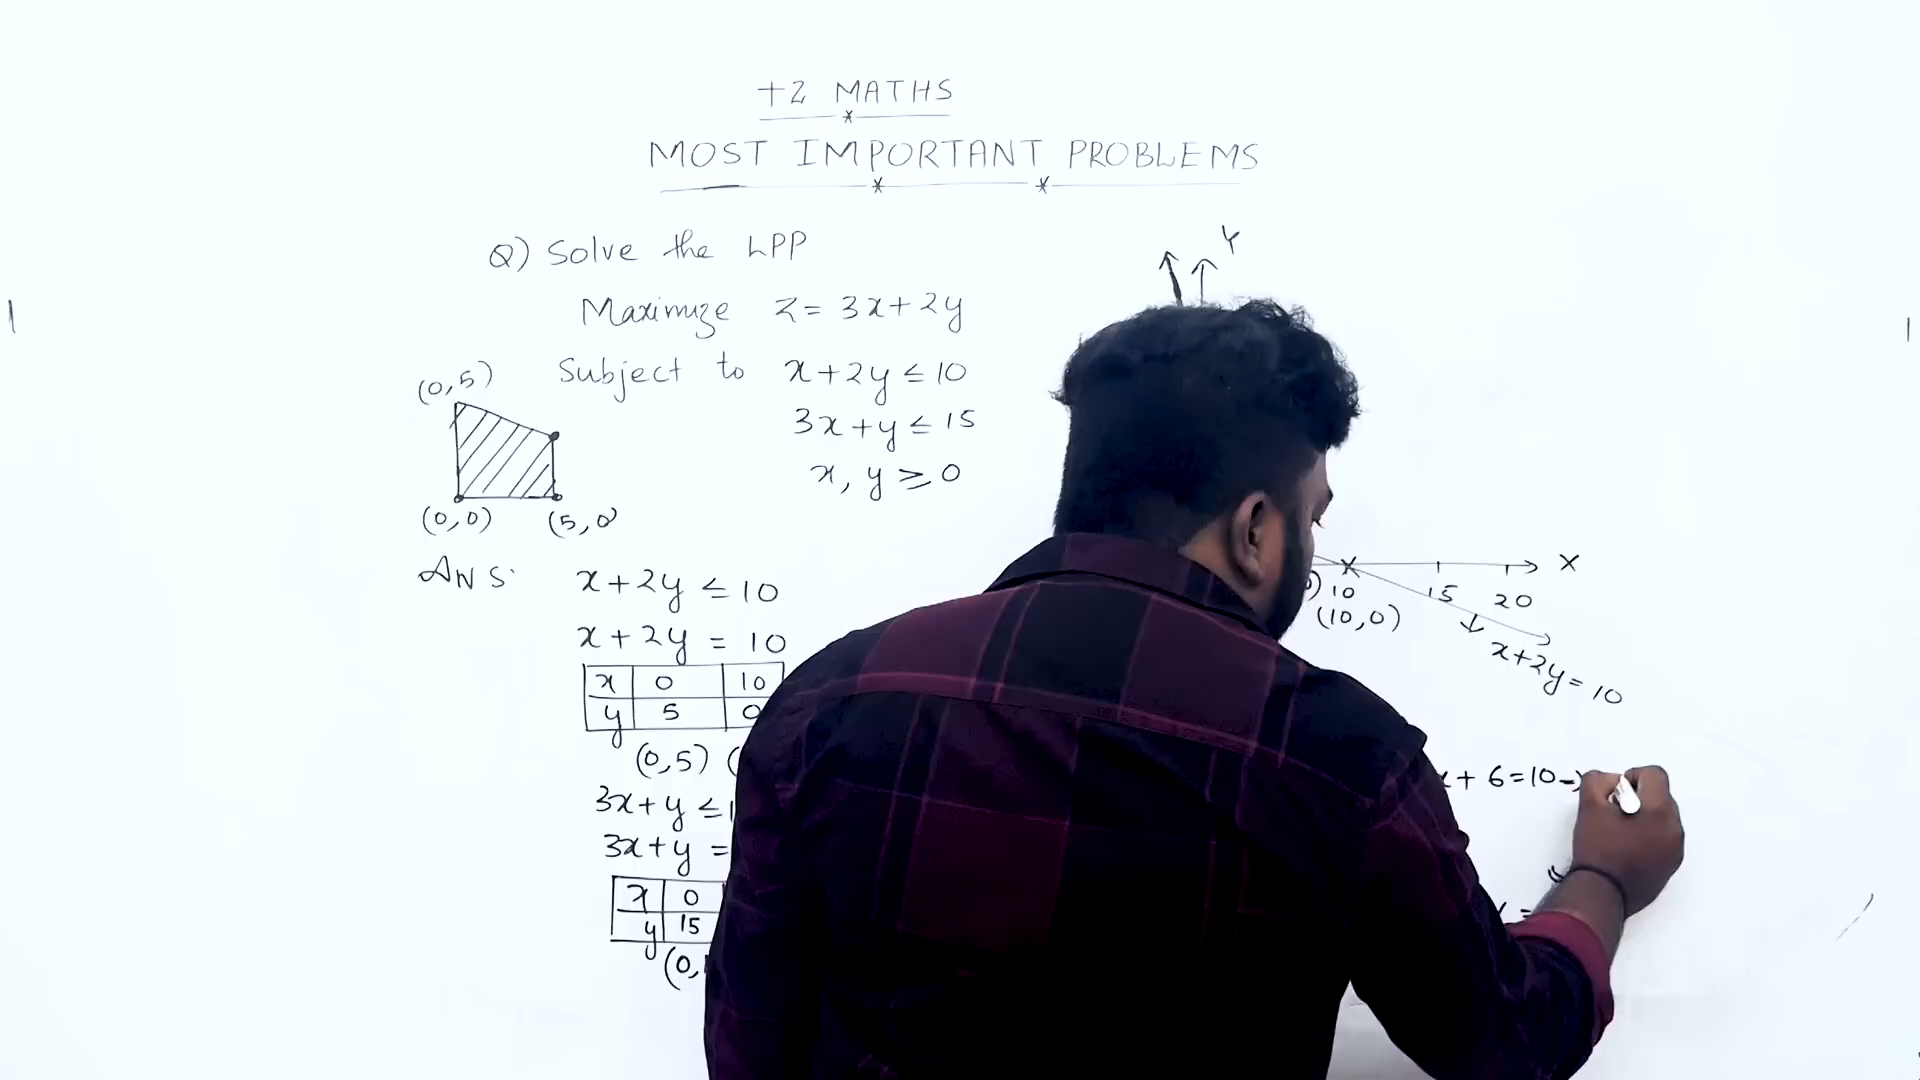 +2 MATHS
MOST IMPORTANT PROBLEMS
Q) Solve the LPP
Maximize Z = 3x+2y
Subject to x+2y ≤ 10
3x+y ≤ 15
x, y ≥ 0
(0,5)
(0,0) (5,0)
ANS:
x+2y ≤ 10
x+2y = 10
x 0 10
y 5 0
(0,5) (
3x+y ≤ 1
3x+y =
x 0
y 15
(0,
Y
X
) 10 15 20
(10,0)
x+2y = 10
x + 6 = 10 -
y =